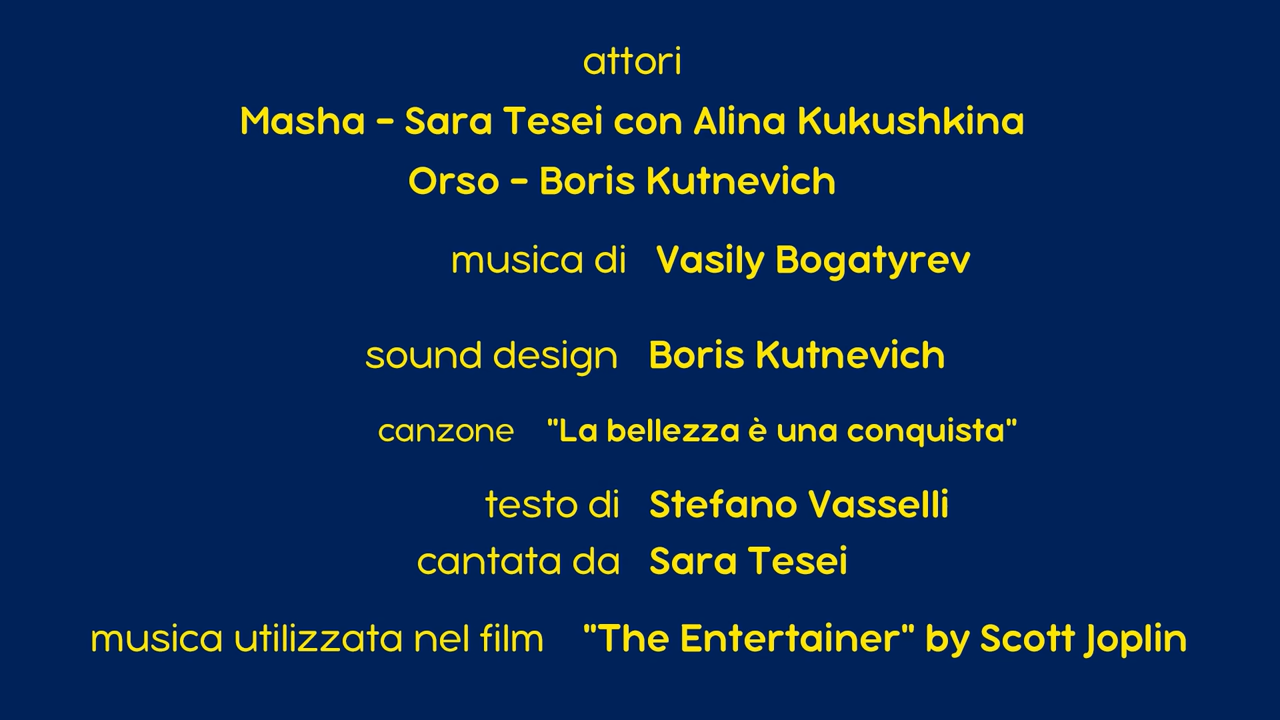 attori
Masha - Sara Tesei con Alina Kukushkina
Orso - Boris Kutnevich
musica di Vasily Bogatyrev
sound design Boris Kutnevich
canzone "La bellezza è una conquista"
testo di Stefano Vasselli
cantata da Sara Tesei
musica utilizzata nel film "The Entertainer" by Scott Joplin